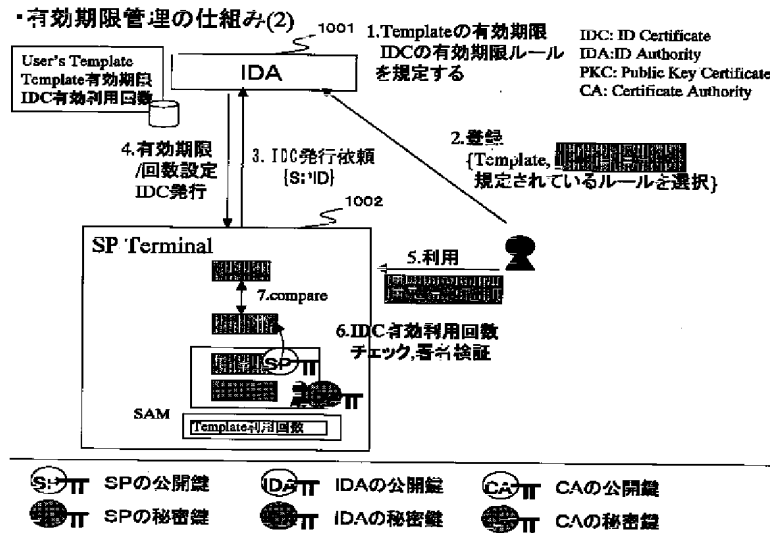 ・有効期限管理の仕組み(2)
1001
1.Templateの有効期限
IDCの有効期限ルール
を規定する
IDC: ID Certificate
IDA:ID Authority
PKC: Public Key Certificate
CA: Certificate Authority
User's Template
Template有効期限
IDC有効利用回数
IDA
2.登録
{Template,
規定されているルールを選択}
4.有効期限
/回数設定
IDC発行
3. IDC発行依頼
1002
SP Terminal
5.利用
7.compare
6.IDC有効利用回数
チェック,署名検証
SP
SAM
Template利用回数
SP SPの公開鍵
IDA IDAの公開鍵
CA CAの公開鍵
SPの秘密鍵
IDAの秘密鍵
CAの秘密鍵